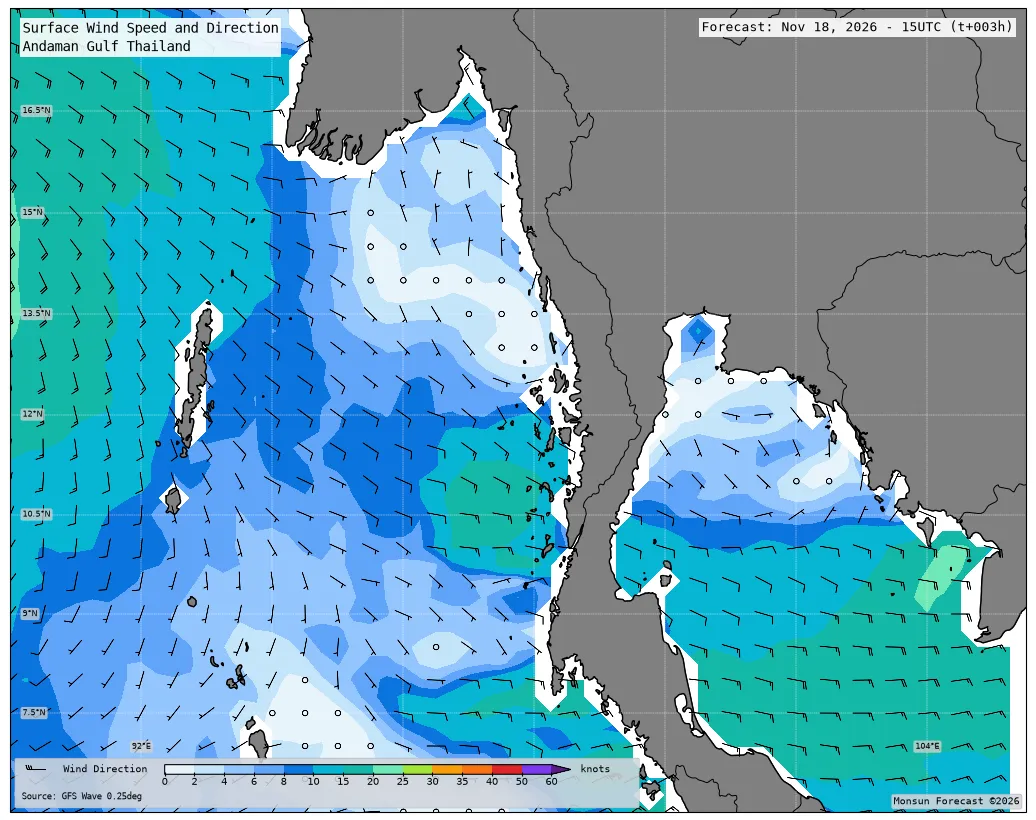 Surface Wind Speed and Direction
Andaman Gulf Thailand
Forecast: Nov 18, 2026 - 15UTC (t+003h)
16.5°N
15°N
13.5°N
12°N
10.5°N
9°N
7.5°N
92°E
104°E
Wind Direction
knots
0 2 4 6 8 10 15 20 25 30 35 40 50 60
Source: GFS Wave 0.25deg
Monsun Forecast ©2026